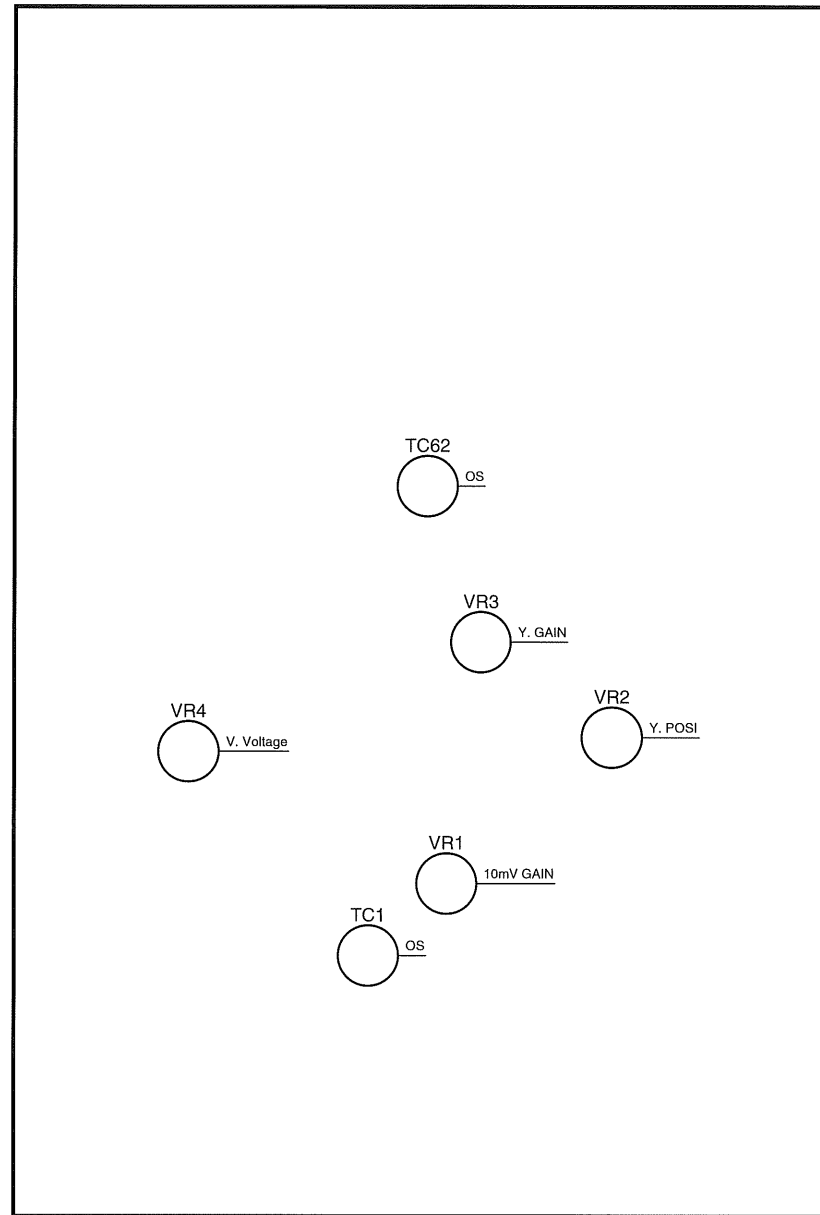 TC62
OS
VR3
Y. GAIN
VR2
Y. POSI
VR4
V. Voltage
VR1
10mV GAIN
TC1
OS